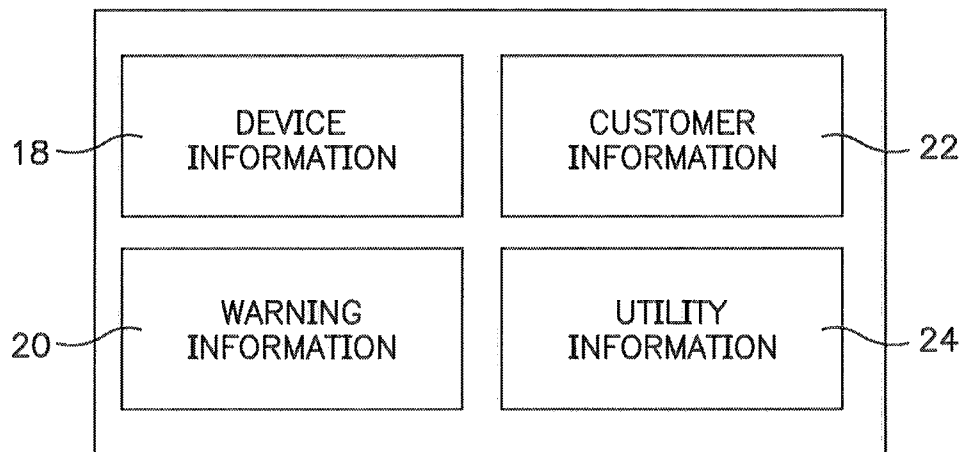 DEVICE
INFORMATION
CUSTOMER
INFORMATION
18
22
WARNING
INFORMATION
UTILITY
INFORMATION
20
24